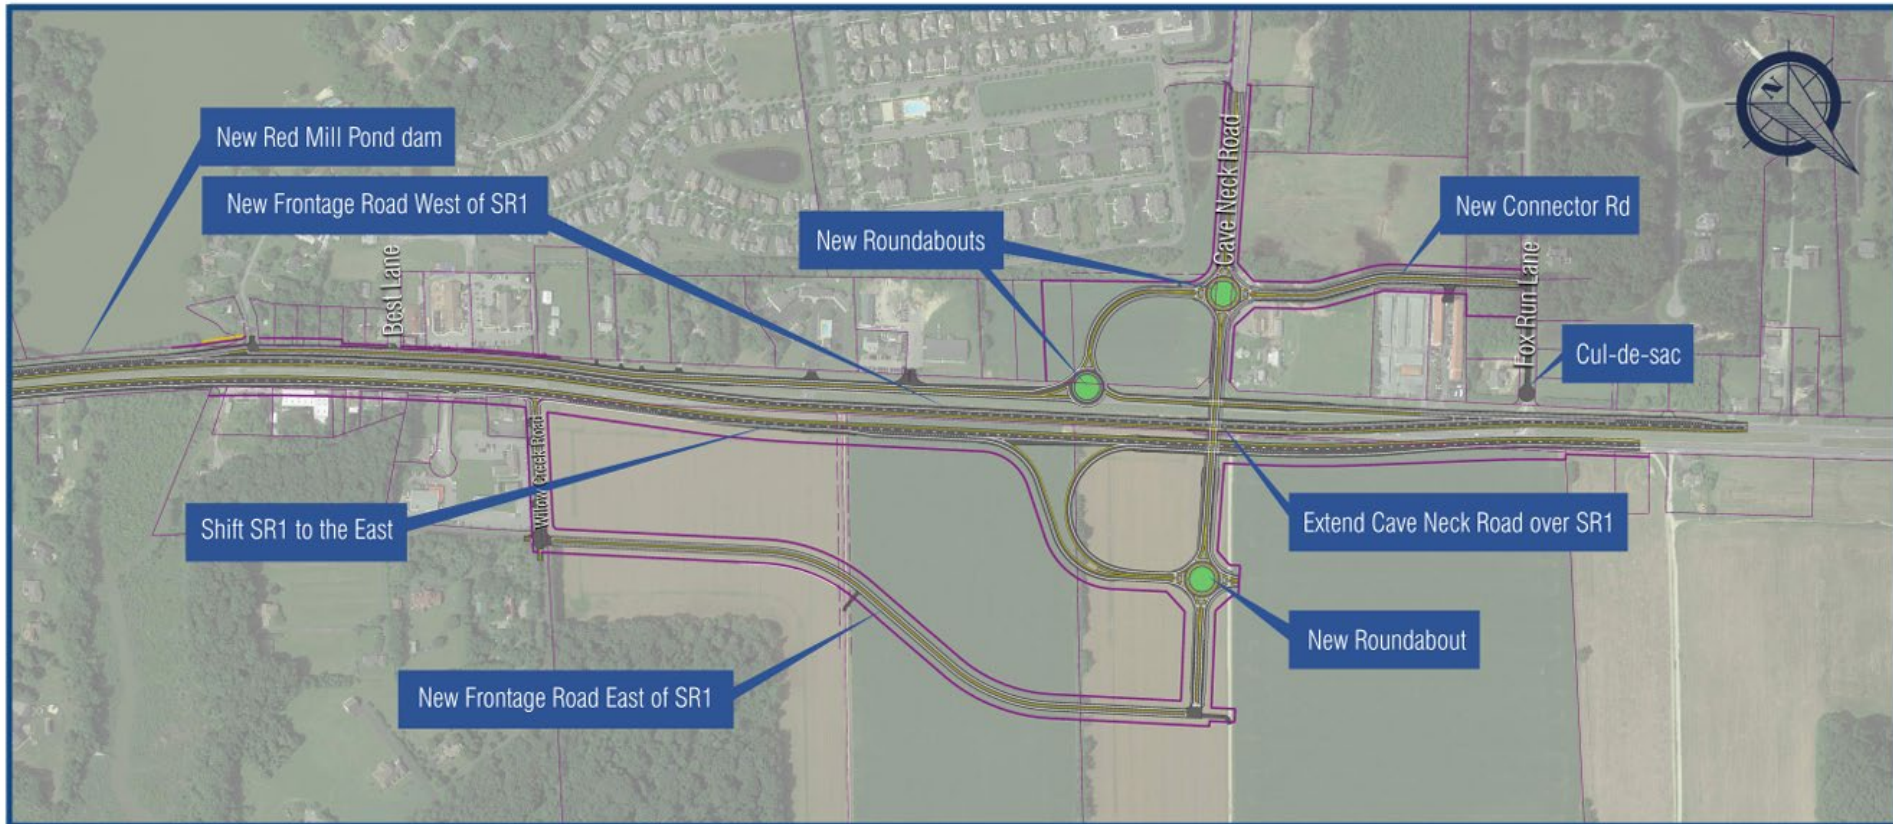 New Red Mill Pond dam
New Frontage Road West of SR1
Best Lane
New Roundabouts
Cave Neck Road
New Connector Rd
N
Fox Run Lane
Cul-de-sac
Willow Creek Road
Shift SR1 to the East
Extend Cave Neck Road over SR1
New Roundabout
New Frontage Road East of SR1